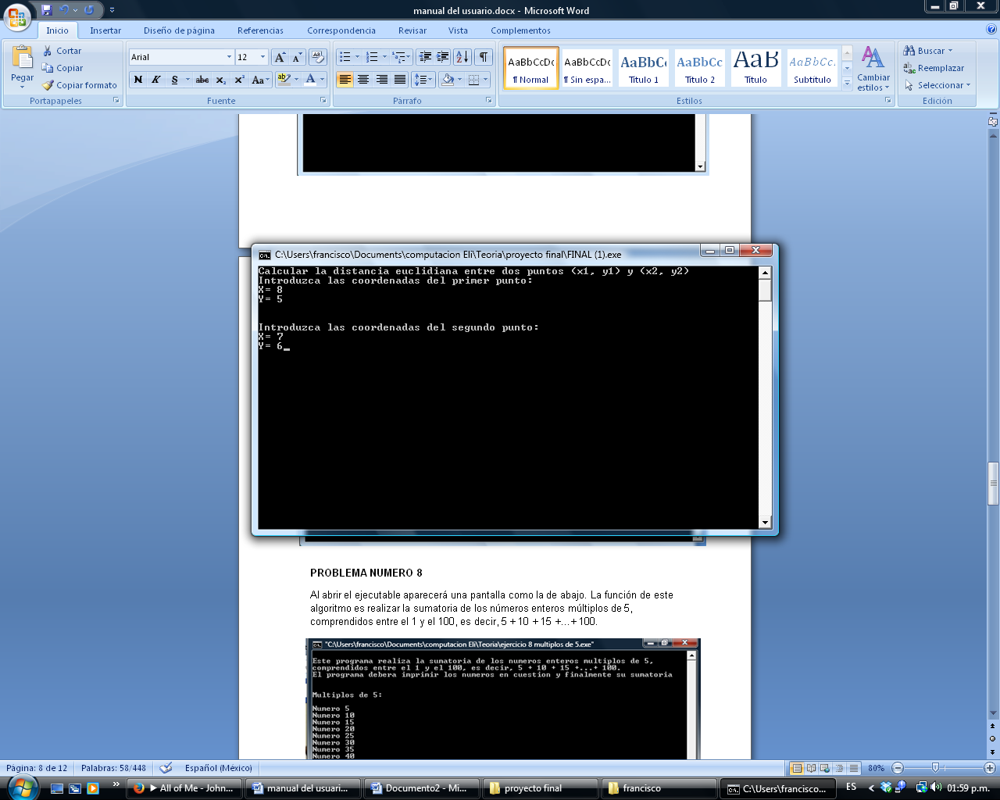 manual del usuario.docx - Microsoft Word
Inicio Insertar Diseño de página Referencias Correspondencia Revisar Vista Complementos
Pegar
Cortar
Copiar
Copiar formato
Portapapeles
Arial 12
N K S abc x₂ x² Aa
Fuente
Párrafo
AaBbCcDc AaBbCcDc AaBbC AaBbCc AaB AaBbCc.
¶ Normal ¶ Sin espa... Título 1 Título 2 Título Subtítulo
Cambiar
estilos
Estilos
Buscar
Reemplazar
Seleccionar
Edición
C:\Users\francisco\Documents\computacion Eli\Teoria\proyecto final\FINAL (1).exe
Calcular la distancia euclidiana entre dos puntos (x1, y1) y (x2, y2)
Introduzca las coordenadas del primer punto:
X= 8
Y= 5
Introduzca las coordenadas del segundo punto:
X= 7
Y= 6_
PROBLEMA NUMERO 8
Al abrir el ejecutable aparecerá una pantalla como la de abajo. La función de este
algoritmo es realizar la sumatoria de los números enteros múltiplos de 5,
comprendidos entre el 1 y el 100, es decir, 5 + 10 + 15 +...+ 100.
"C:\Users\francisco\Documents\computacion Eli\Teoria\ejercicio 8 multiplos de 5.exe"
Este programa realiza la sumatoria de los numeros enteros multiplos de 5,
comprendidos entre el 1 y el 100, es decir, 5 + 10 + 15 +...+ 100.
El programa debera imprimir los numeros en cuestion y finalmente su sumatoria
Multiplos de 5:
Numero 5
Numero 10
Numero 15
Numero 20
Numero 25
Numero 30
Numero 35
Numero 40
Página: 8 de 12 Palabras: 58/448 Español (México) 80%
All of Me - John... manual del usuari... Documento2 - Mi... proyecto final francisco C:\Users\francisco... ES 01:59 p.m.